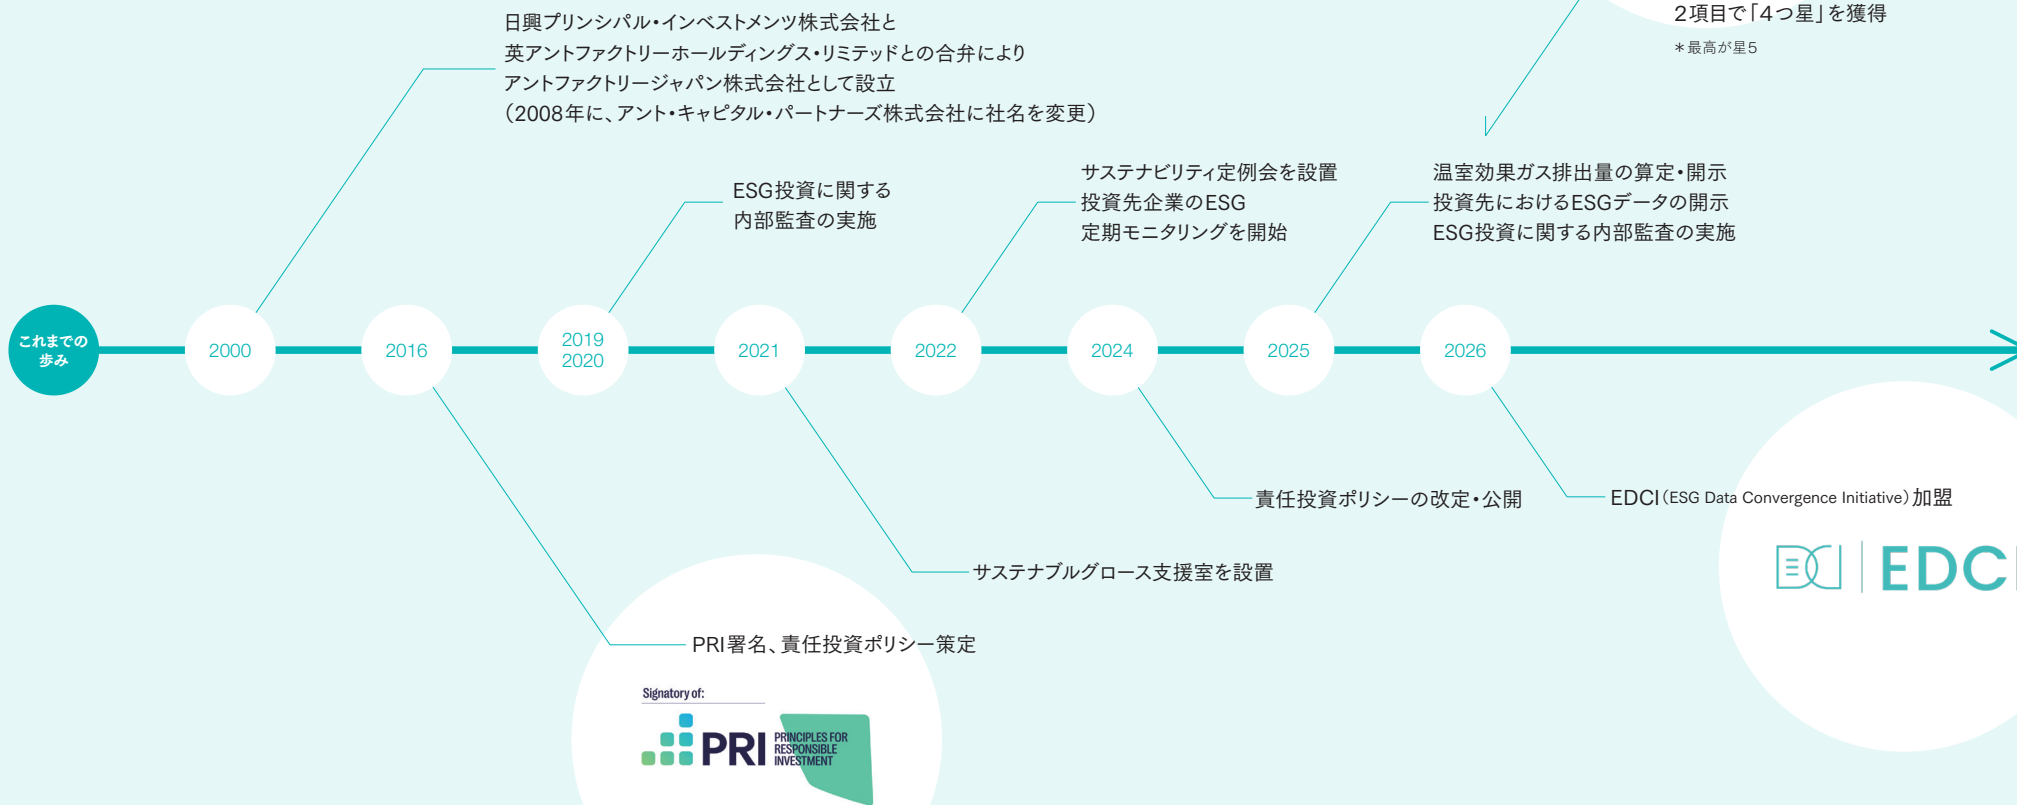 日興プリンシパル・インベストメンツ株式会社と
英アントファクトリーホールディングス・リミテッドとの合弁により
アントファクトリージャパン株式会社として設立
（2008年に、アント・キャピタル・パートナーズ株式会社に社名を変更）
2項目で「4つ星」を獲得
＊最高が星5
ESG投資に関する
内部監査の実施
サステナビリティ定例会を設置
投資先企業のESG
定期モニタリングを開始
温室効果ガス排出量の算定・開示
投資先におけるESGデータの開示
ESG投資に関する内部監査の実施
これまでの
歩み
2000
2016
2019
2020
2021
2022
2024
2025
2026
責任投資ポリシーの改定・公開
EDCI（ESG Data Convergence Initiative）加盟
EDCI
サステナブルグロース支援室を設置
PRI署名、責任投資ポリシー策定
Signatory of:
PRI
PRINCIPLES FOR
RESPONSIBLE
INVESTMENT